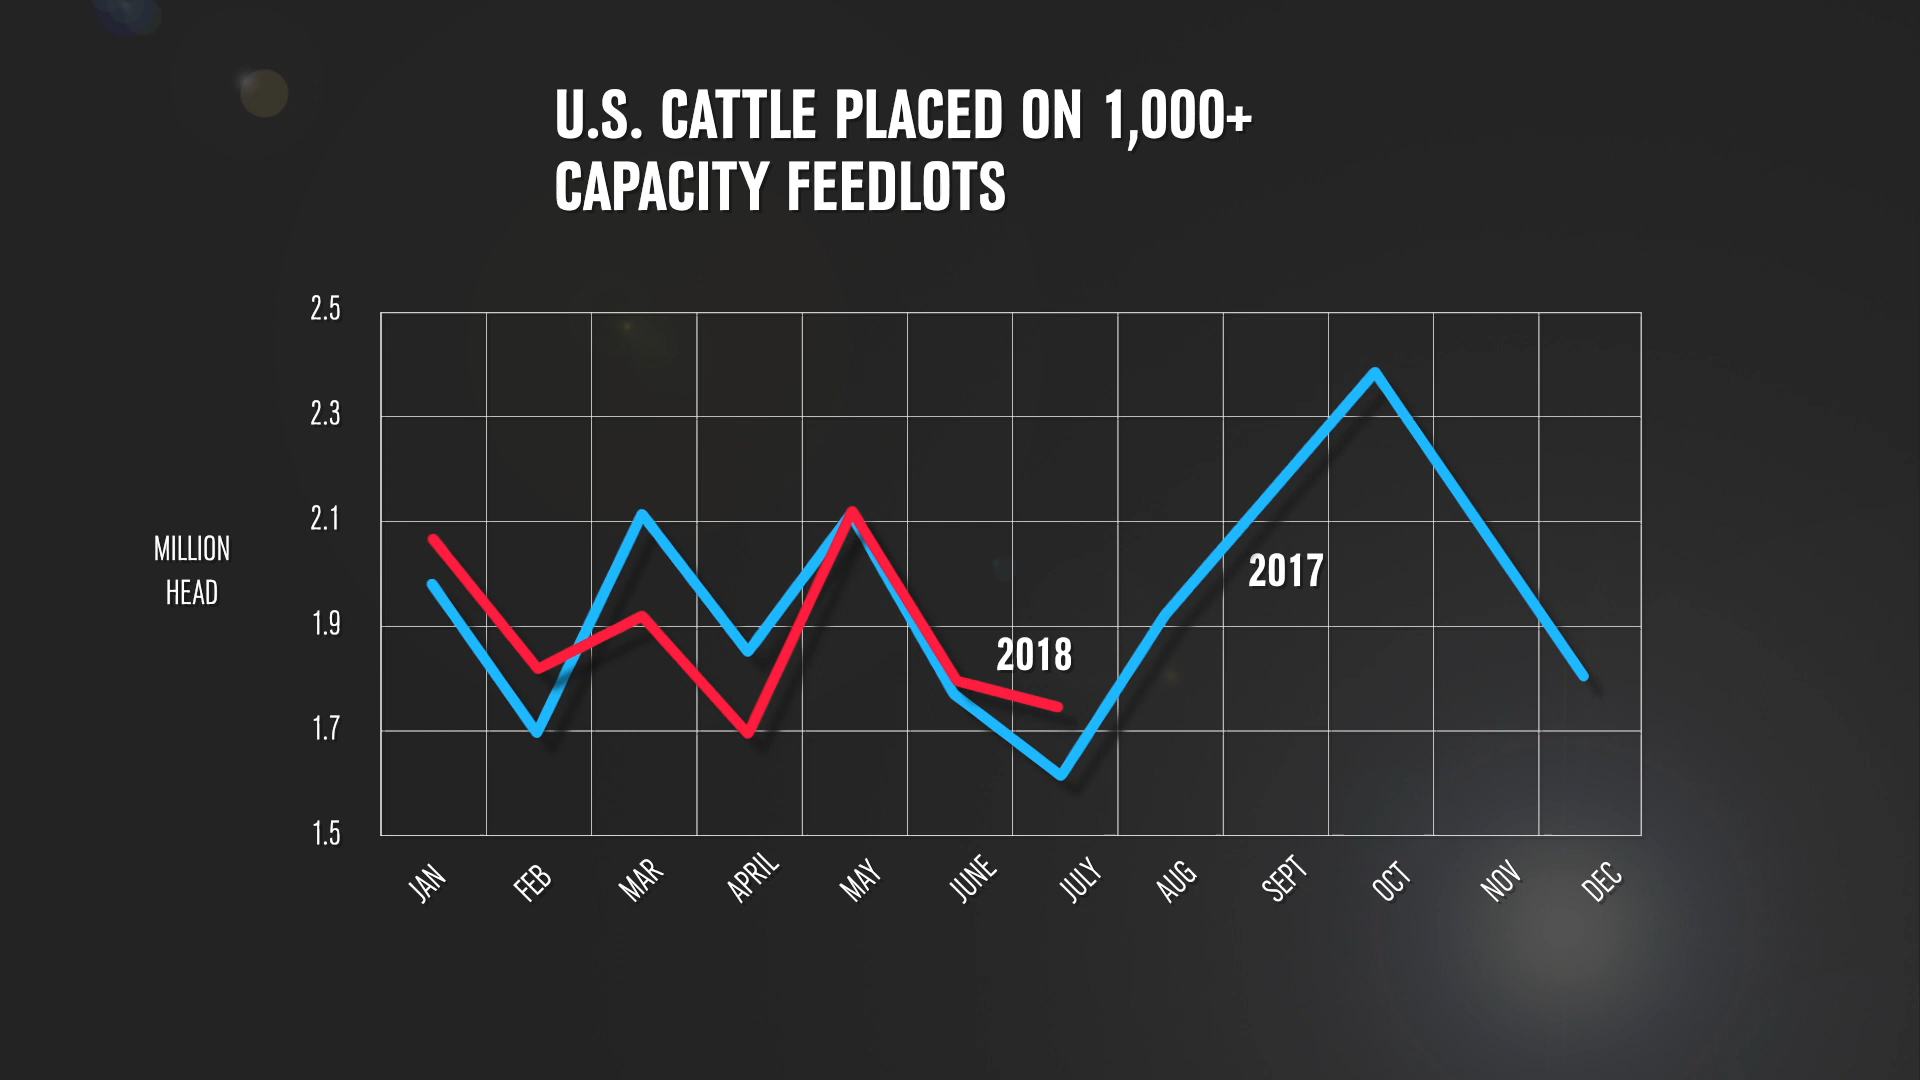 U.S. CATTLE PLACED ON 1,000+
CAPACITY FEEDLOTS
2.5
2.3
2.1
1.9
1.7
1.5
MILLION
HEAD
2017
2018
JAN
FEB
MAR
APRIL
MAY
JUNE
JULY
AUG
SEPT
OCT
NOV
DEC